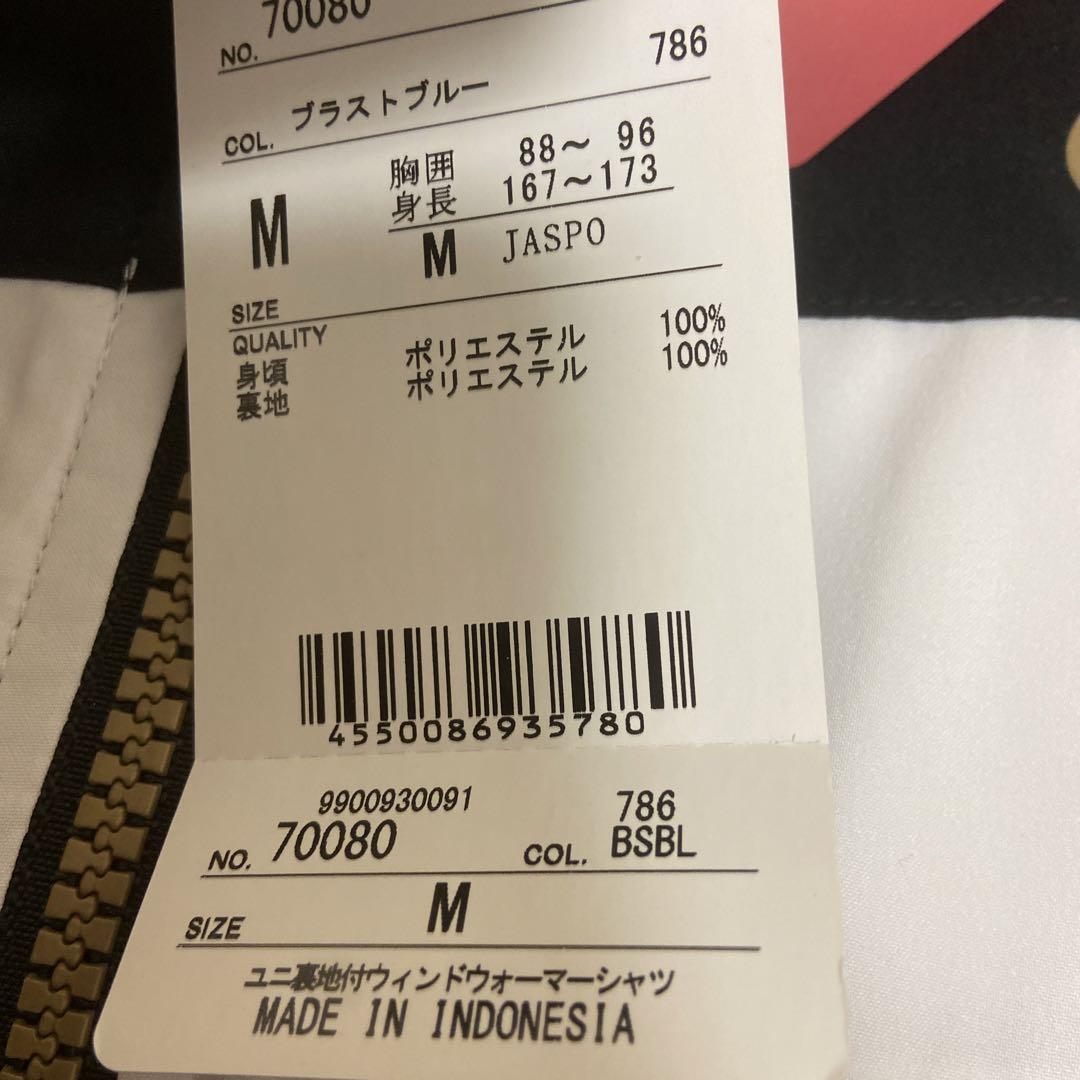 NO. 70080
786
COL. ブラストブルー
胸囲 88～ 96
身長 167～173
M
M JASPO
SIZE
QUALITY
身頃 ポリエステル 100%
裏地 ポリエステル 100%
4550086935780
9900930091 786
NO. 70080 COL. BSBL
SIZE M
ユニ裏地付ウィンドウォーマーシャツ
MADE IN INDONESIA